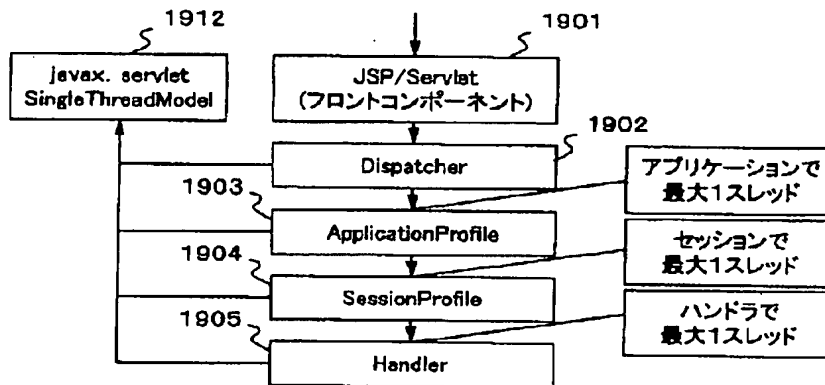 1912
1901
javax. servlet
SingleThreadModel
JSP/Servlet
(フロントコンポーネント)
1902
Dispatcher
アプリケーションで
最大1スレッド
1903
ApplicationProfile
セッションで
最大1スレッド
1904
SessionProfile
ハンドラで
最大1スレッド
1905
Handler